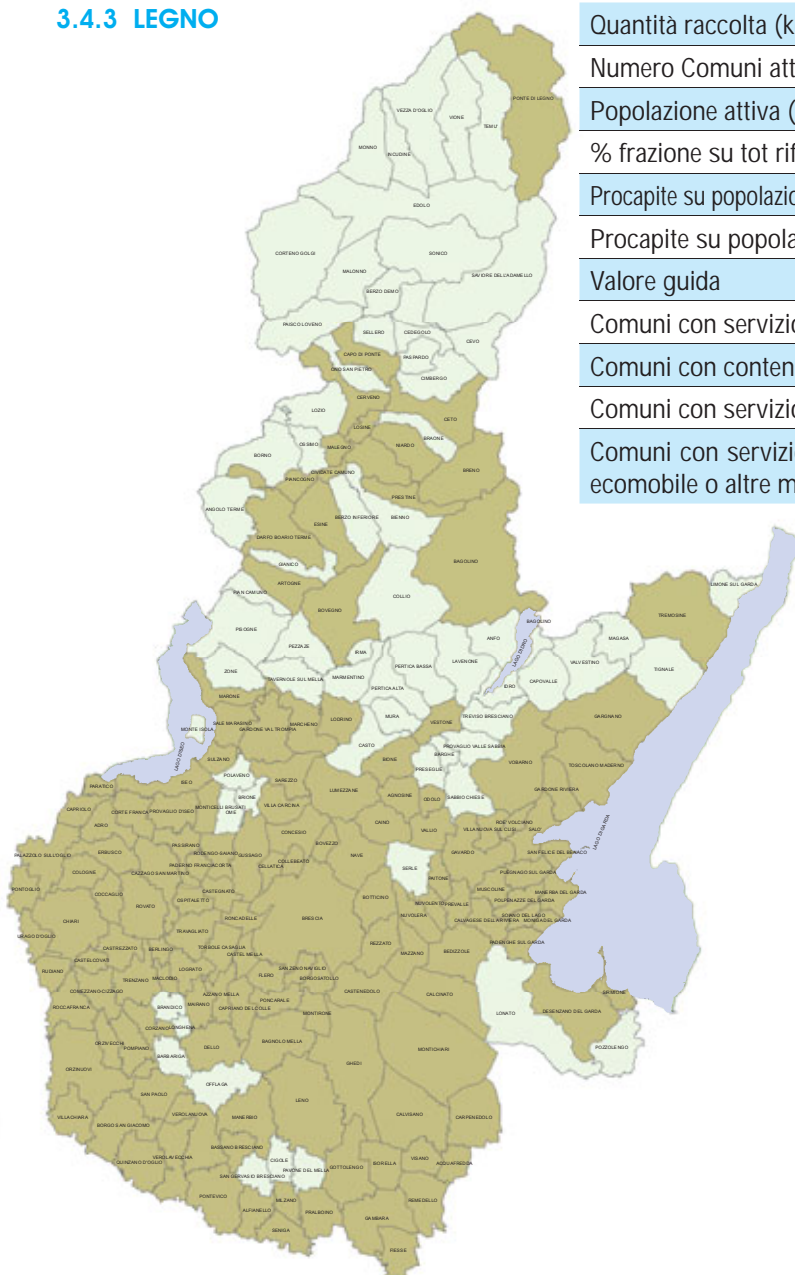 3.4.3 LEGNO
Quantità raccolta (k
Numero Comuni att
Popolazione attiva (
% frazione su tot rif
Procapite su popolazio
Procapite su popola
Valore guida
Comuni con servizio
Comuni con conten
Comuni con servizio
Comuni con servizio
ecomobile o altre m
PONTE DI LEGNO
VEZZA D'OGLIO
VIONE
TEMU'
MONNO
INCUDINE
EDOLO
CORTENO GOLGI
SONICO
MALONNO
SAVIORE DELL'ADAMELLO
BERZO DEMO
PAISCO LOVENO
SELLERO
CEDEGOLO
CEVO
CAPO DI PONTE
PASPARDO
ONO SAN PIETRO
CIMBERGO
CERVENO
LOZIO
CETO
LOSINE
BRAONE
OSSIMO
MALEGNO
NIARDO
BORNO
BRENO
CIVIDATE CAMUNO
PIANCOGNO
PRESTINE
ANGOLO TERME
ESINE
BERZO INFERIORE
BIENNO
DARFO BOARIO TERME
GIANICO
BAGOLINO
ARTOGNE
PIAN CAMUNO
BOVEGNO
COLLIO
LIMONE SUL GARDA
TREMOSINE
PISOGNE
BAGOLINO
PEZZAZE
IRMA
ANFO
MAGASA
ZONE
TAVERNOLE SUL MELLA
MARMENTINO
PERTICA BASSA
LAVENONE
LAGO D'IDRO
VALVESTINO
TIGNALE
CAPOVALLE
IDRO
PERTICA ALTA
MARONE
LODRINO
MURA
VESTONE
TREVISO BRESCIANO
GARGNANO
SALE MARASINO
MARCHENO
GARDONE VAL TROMPIA
MONTE ISOLA
CASTO
PROVAGLIO VALLE SABBIA
BARGHE
VOBARNO
TOSCOLANO MADERNO
LAGO D'ISEO
SULZANO
BIONE
PRESEGLIE
POLAVENO
SAREZZO
LUMEZZANE
AGNOSINE
ODOLO
SABBIO CHIESE
GARDONE RIVIERA
PARATICO
ISEO
BRIONE
VILLA CARCINA
CAPRIOLO
CORTE FRANCA
PROVAGLIO D'ISEO
MONTICELLI BRUSATI
OME
CAINO
VALLIO
ROE' VOLCIANO
VILLANUOVA SUL CLISI
SALO'
ADRO
CONCESIO
BOVEZZO
NAVE
LAGO DI GARDA
PASSIRANO
RODENGO SAIANO
GUSSAGO
COLLEBEATO
CELLATICA
GAVARDO
SAN FELICE DEL BENACO
PALAZZOLO SULL'OGLIO
ERBUSCO
PADERNO FRANCIACORTA
CAZZAGO SAN MARTINO
SERLE
PAITONE
PUEGNAGO SUL GARDA
COLOGNE
CASTEGNATO
PONTOGLIO
COCCAGLIO
ROVATO
OSPITALETTO
BOTTICINO
NUVOLENTO
PREVALLE
MUSCOLINE
MANERBA DEL GARDA
POLPENAZZE DEL GARDA
SOIANO DEL LAGO
MONIGA DEL GARDA
CHIARI
RONCADELLE
BRESCIA
NUVOLERA
CALVAGESE DELLA RIVIERA
URAGO D'OGLIO
TRAVAGLIATO
TORBOLE CASAGLIA
CASTEL MELLA
REZZATO
MAZZANO
BEDIZZOLE
PADENGHE SUL GARDA
CASTREZZATO
BERLINGO
CASTELCOVATI
RUDIANO
TRENZANO
MACLODIO
LOGRATO
FLERO
SAN ZENO NAVIGLIO
BORGOSATOLLO
COMEZZANO-CIZZAGO
AZZANO MELLA
CASTENEDOLO
CALCINATO
SIRMIONE
ROCCAFRANCA
BRANDICO
MAIRANO
CAPRIANO DEL COLLE
PONCARALE
MONTIRONE
LONATO
DESENZANO DEL GARDA
CORZANO
LONGHENA
ORZIVECCHI
POMPIANO
BARBARIGA
DELLO
BAGNOLO MELLA
MONTICHIARI
POZZOLENGO
ORZINUOVI
GHEDI
OFFLAGA
SAN PAOLO
LENO
VILLACHIARA
VEROLANUOVA
MANERBIO
CALVISANO
CARPENEDOLO
BORGO SAN GIACOMO
BASSANO BRESCIANO
CIGOLE
VISANO
QUINZANO D'OGLIO
VEROLAVECCHIA
SAN GERVASIO BRESCIANO
PAVONE DEL MELLA
GOTTOLENGO
ACQUAFREDDA
PONTEVICO
MILZANO
REMEDELLO
ALFIANELLO
PRALBOINO
GAMBARA
SENIGA
FIESSE